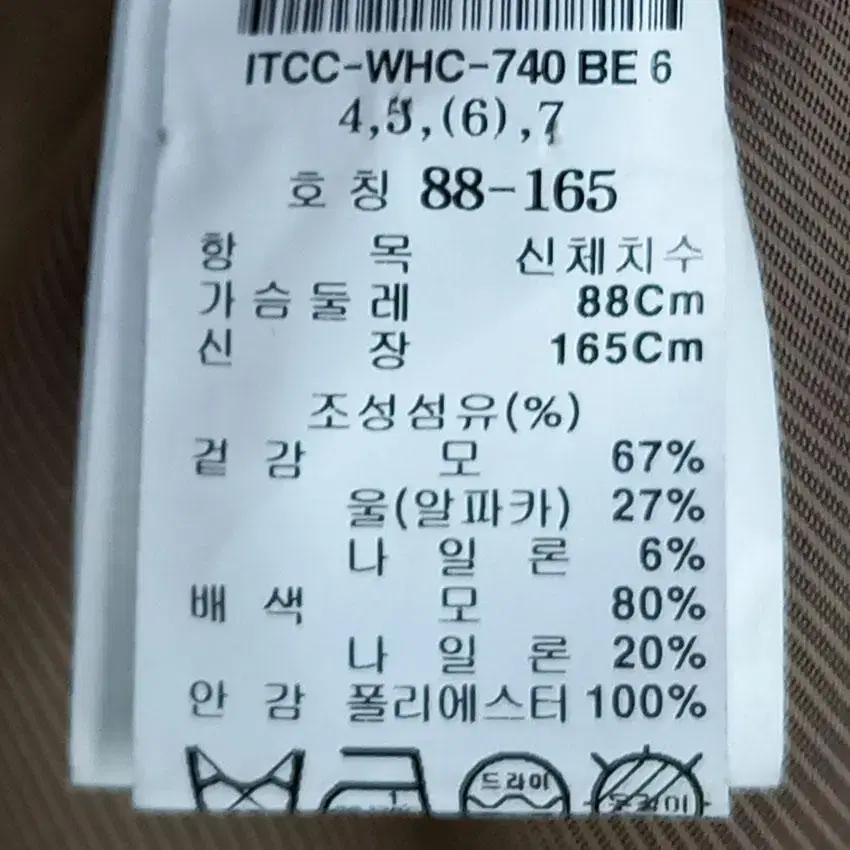 ITCC-WHC-740 BE 6
4,5,(6),7
호 칭 88-165
항 목 신체치수
가슴둘레 88Cm
신 장 165Cm
조성섬유(%)
겉 감 모 67%
울(알파카) 27%
나 일 론 6%
배 색 모 80%
나 일 론 20%
안 감 폴리에스터 100%
드라이